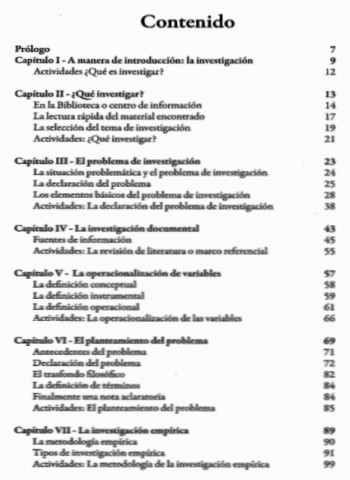 Contenido
Prólogo 7
Capítulo I - A manera de introducción: la investigación 9
Actividades ¿Qué es investigar? 12
Capítulo II - ¿Qué investigar? 13
En la Biblioteca o centro de información 14
La lectura rápida del material encontrado 17
La selección del tema de investigación 19
Actividades: ¿Qué investigar? 21
Capítulo III - El problema de investigación 23
La situación problemática y el problema de investigación 24
La declaración del problema 25
Los elementos básicos del problema de investigación 28
Actividades: La declaración del problema de investigación 38
Capítulo IV - La investigación documental 43
Fuentes de información 45
Actividades: La revisión de literatura o marco referencial 55
Capítulo V - La operacionalización de variables 57
La definición conceptual 58
La definición instrumental 59
La definición operacional 61
Actividades: La operacionalización de las variables 66
Capítulo VI - El planteamiento del problema 69
Antecedentes del problema 71
Declaración del problema 72
El trasfondo filosófico 82
La definición de términos 84
Finalmente una nota aclaratoria 84
Actividades: El planteamiento del problema 85
Capítulo VII - La investigación empírica 89
La metodología empírica 90
Tipos de investigación empírica 91
Actividades: La metodología de la investigación empírica 99